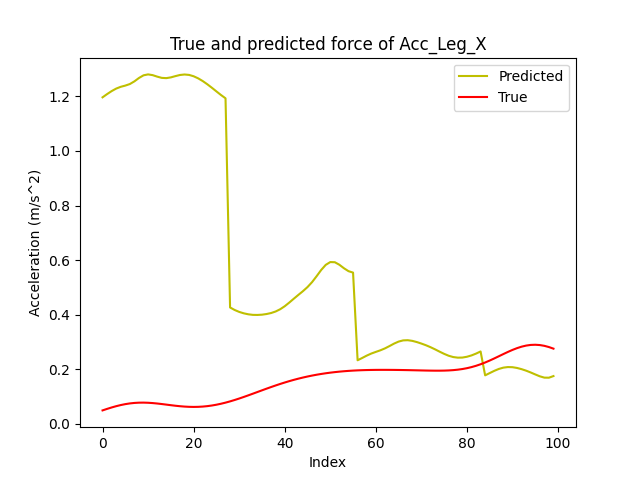 True and predicted force of Acc_Leg_X
Predicted
True
Acceleration (m/s^2)
1.2
1.0
0.8
0.6
0.4
0.2
0.0
0
20
40
60
80
100
Index